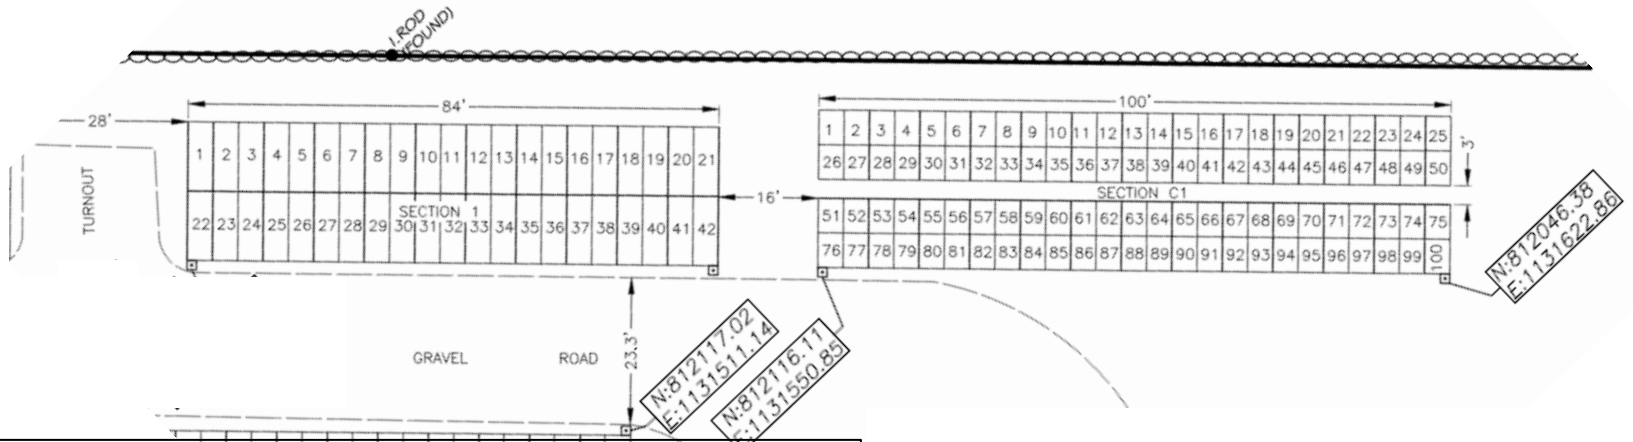 I.ROD
(FOUND)
84'
100'
28'
1 2 3 4 5 6 7 8 9 10 11 12 13 14 15 16 17 18 19 20 21
1 2 3 4 5 6 7 8 9 10 11 12 13 14 15 16 17 18 19 20 21 22 23 24 25
3'
26 27 28 29 30 31 32 33 34 35 36 37 38 39 40 41 42 43 44 45 46 47 48 49 50
TURNOUT
16'
SECTION C1
SECTION 1
22 23 24 25 26 27 28 29 30 31 32 33 34 35 36 37 38 39 40 41 42
51 52 53 54 55 56 57 58 59 60 61 62 63 64 65 66 67 68 69 70 71 72 73 74 75
76 77 78 79 80 81 82 83 84 85 86 87 88 89 90 91 92 93 94 95 96 97 98 99 100
N:812046.38
E:1131622.86
GRAVEL ROAD
23.3'
N:812117.02
E:1131511.14
N:812116.11
E:1131550.85